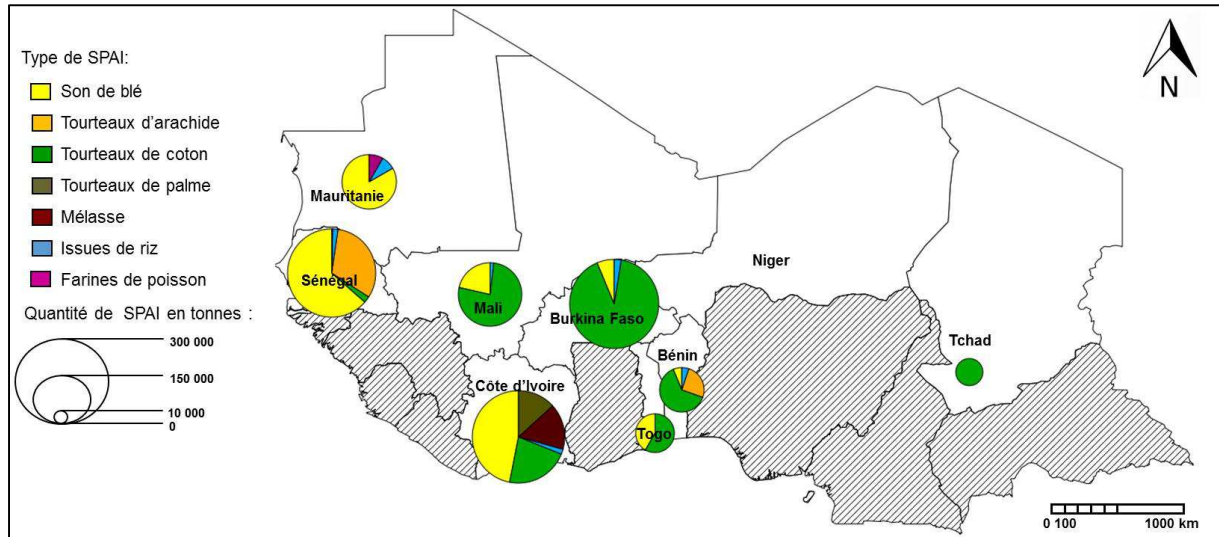 Type de SPAI:
Son de blé
Tourteaux d'arachide
Tourteaux de coton
Tourteaux de palme
Mélasse
Issues de riz
Farines de poisson
Quantité de SPAI en tonnes :
300 000
150 000
10 000
0
N
Mauritanie
Sénégal
Mali
Burkina Faso
Niger
Tchad
Bénin
Côte d'Ivoire
Togo
0 100 1000 km